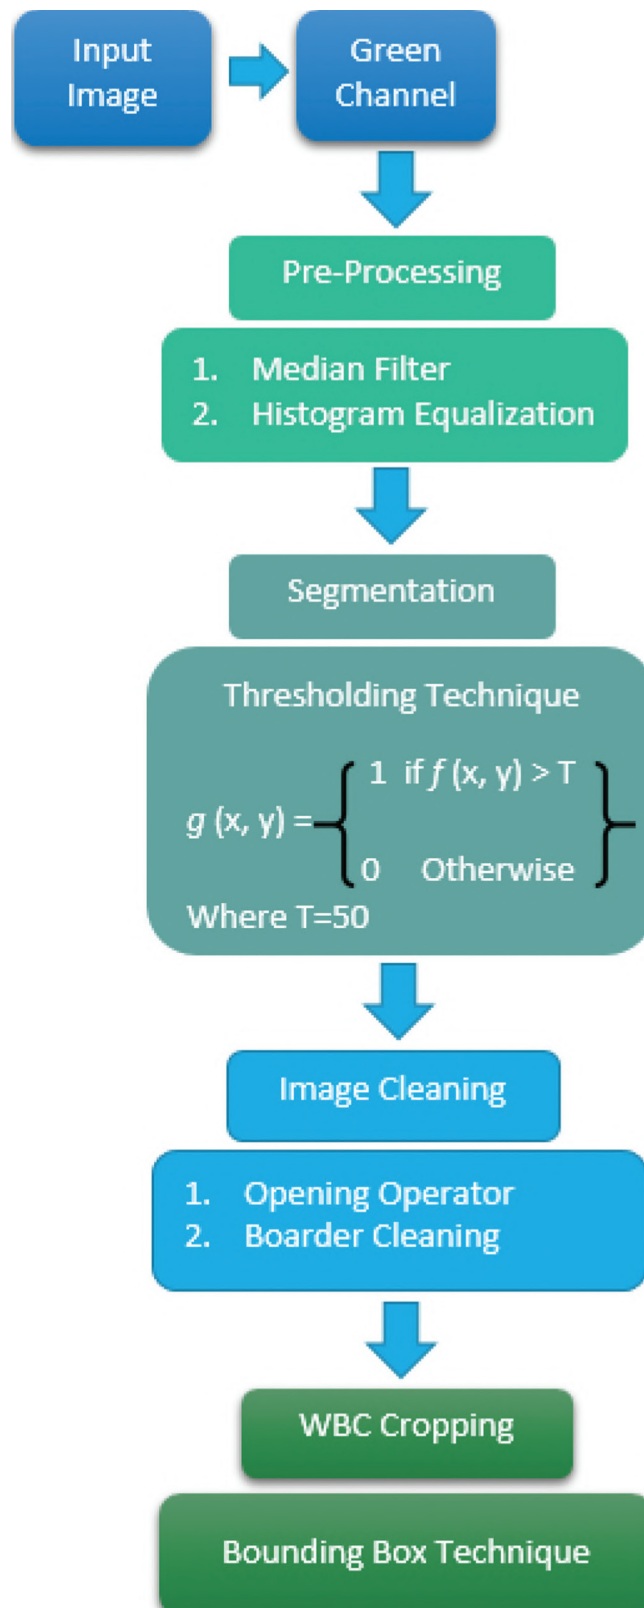 Input
Image
Green
Channel
Pre-Processing
1. Median Filter
2. Histogram Equalization
Segmentation
Thresholding Technique
1 if f (x, y) > T
g (x, y) =
0 Otherwise
Where T=50
Image Cleaning
1. Opening Operator
2. Boarder Cleaning
WBC Cropping
Bounding Box Technique